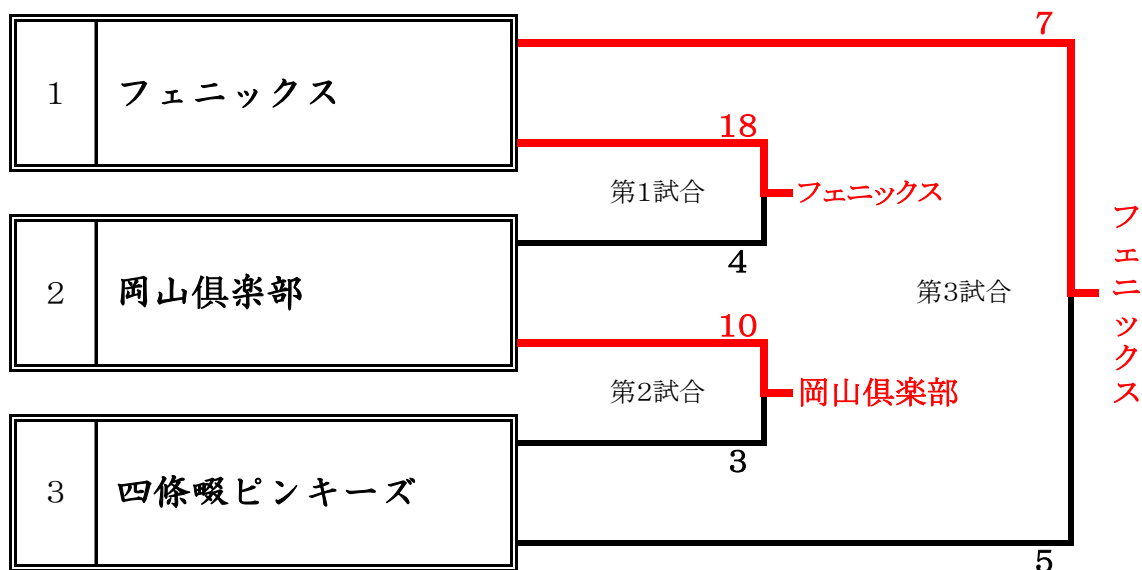 7
1 フェニックス
18
第1試合 フェニックス
4
2 岡山倶楽部
第3試合 フェニックス
10
第2試合 岡山倶楽部
3
3 四條畷ピンキーズ
5